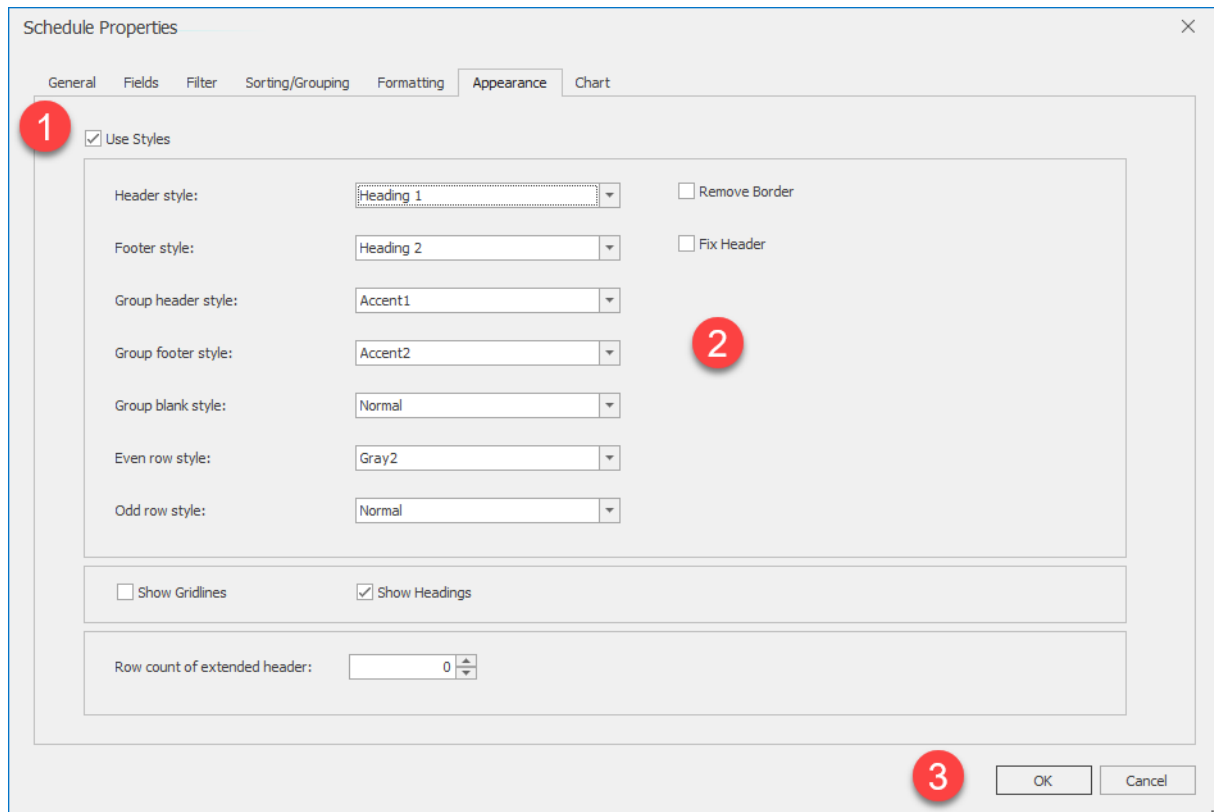 Schedule Properties
General Fields Filter Sorting/Grouping Formatting Appearance Chart
1
Use Styles
Header style: Heading 1 Remove Border
Footer style: Heading 2 Fix Header
Group header style: Accent1
Group footer style: Accent2
2
Group blank style: Normal
Even row style: Gray2
Odd row style: Normal
Show Gridlines Show Headings
Row count of extended header: 0
3
OK Cancel